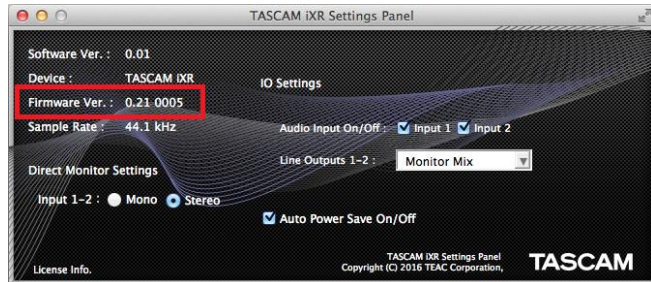 TASCAM iXR Settings Panel
Software Ver. : 0.01
Device : TASCAM iXR
Firmware Ver. : 0.21 0005
Sample Rate : 44.1 kHz
Direct Monitor Settings
Input 1-2 : Mono Stereo
License Info.
IO Settings
Audio Input On/Off : Input 1 Input 2
Line Outputs 1-2 : Monitor Mix
Auto Power Save On/Off
TASCAM iXR Settings Panel
Copyright (C) 2016 TEAC Corporation,
TASCAM